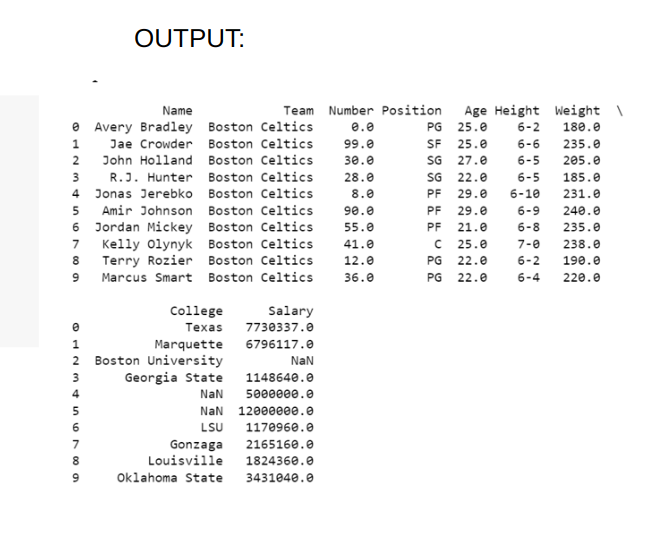 OUTPUT:
Name Team Number Position Age Height Weight \
0 Avery Bradley Boston Celtics 0.0 PG 25.0 6-2 180.0
1 Jae Crowder Boston Celtics 99.0 SF 25.0 6-6 235.0
2 John Holland Boston Celtics 30.0 SG 27.0 6-5 205.0
3 R.J. Hunter Boston Celtics 28.0 SG 22.0 6-5 185.0
4 Jonas Jerebko Boston Celtics 8.0 PF 29.0 6-10 231.0
5 Amir Johnson Boston Celtics 90.0 PF 29.0 6-9 240.0
6 Jordan Mickey Boston Celtics 55.0 PF 21.0 6-8 235.0
7 Kelly Olynyk Boston Celtics 41.0 C 25.0 7-0 238.0
8 Terry Rozier Boston Celtics 12.0 PG 22.0 6-2 190.0
9 Marcus Smart Boston Celtics 36.0 PG 22.0 6-4 220.0
College Salary
0 Texas 7730337.0
1 Marquette 6796117.0
2 Boston University NaN
3 Georgia State 1148640.0
4 NaN 5000000.0
5 NaN 12000000.0
6 LSU 1170960.0
7 Gonzaga 2165160.0
8 Louisville 1824360.0
9 Oklahoma State 3431040.0